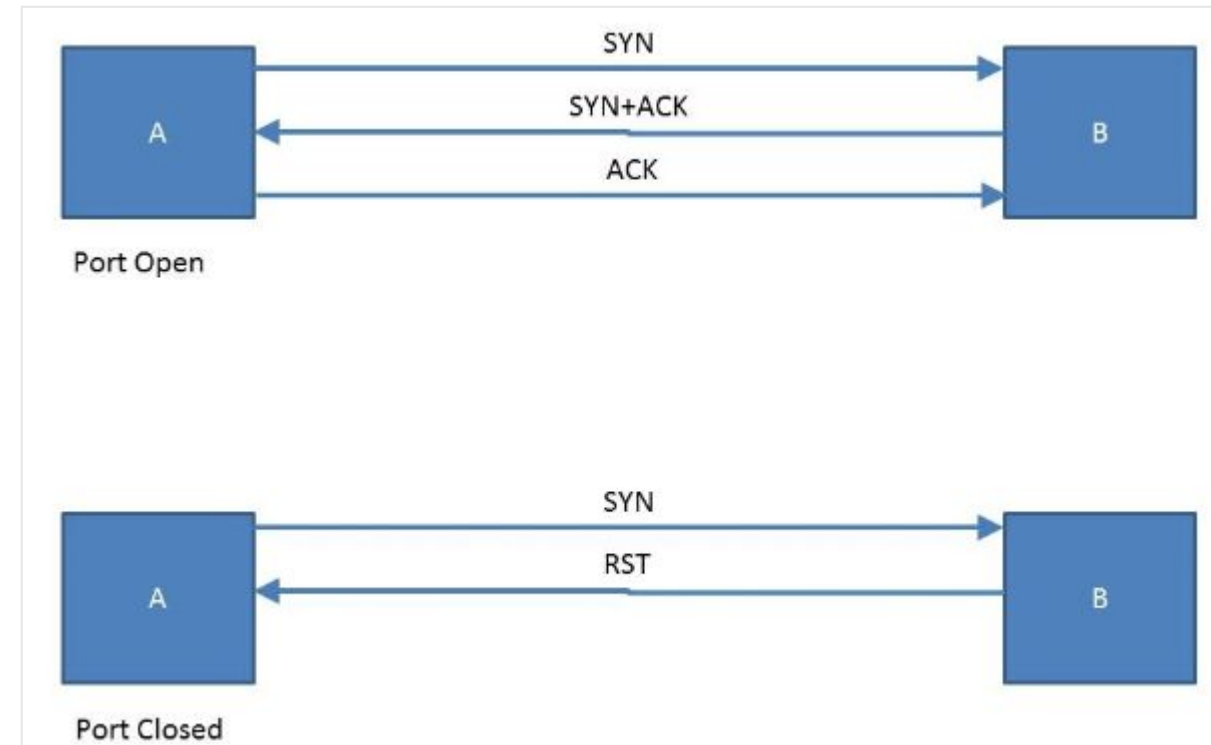 SYN
SYN+ACK
A
B
ACK
Port Open
SYN
RST
A
B
Port Closed